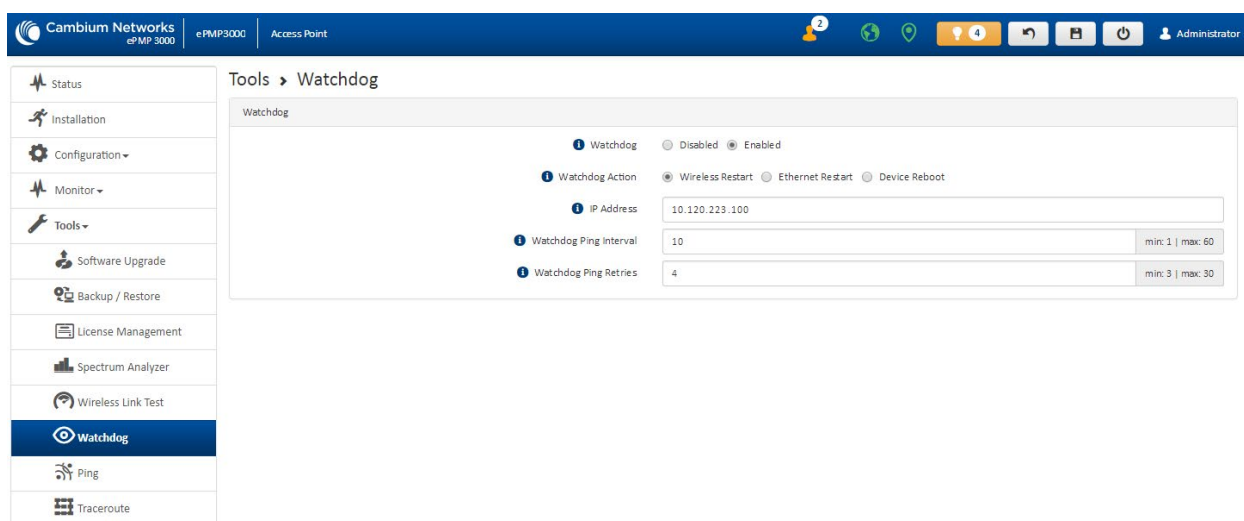 Cambium Networks
ePMP 3000
ePMP3000
Access Point
2
4
Administrator
Status
Installation
Configuration
Monitor
Tools
Software Upgrade
Backup / Restore
License Management
Spectrum Analyzer
Wireless Link Test
Watchdog
Ping
Traceroute
Tools > Watchdog
Watchdog
Watchdog Disabled Enabled
Watchdog Action Wireless Restart Ethernet Restart Device Reboot
IP Address 10.120.223.100
Watchdog Ping Interval 10 min: 1 | max: 60
Watchdog Ping Retries 4 min: 3 | max: 30